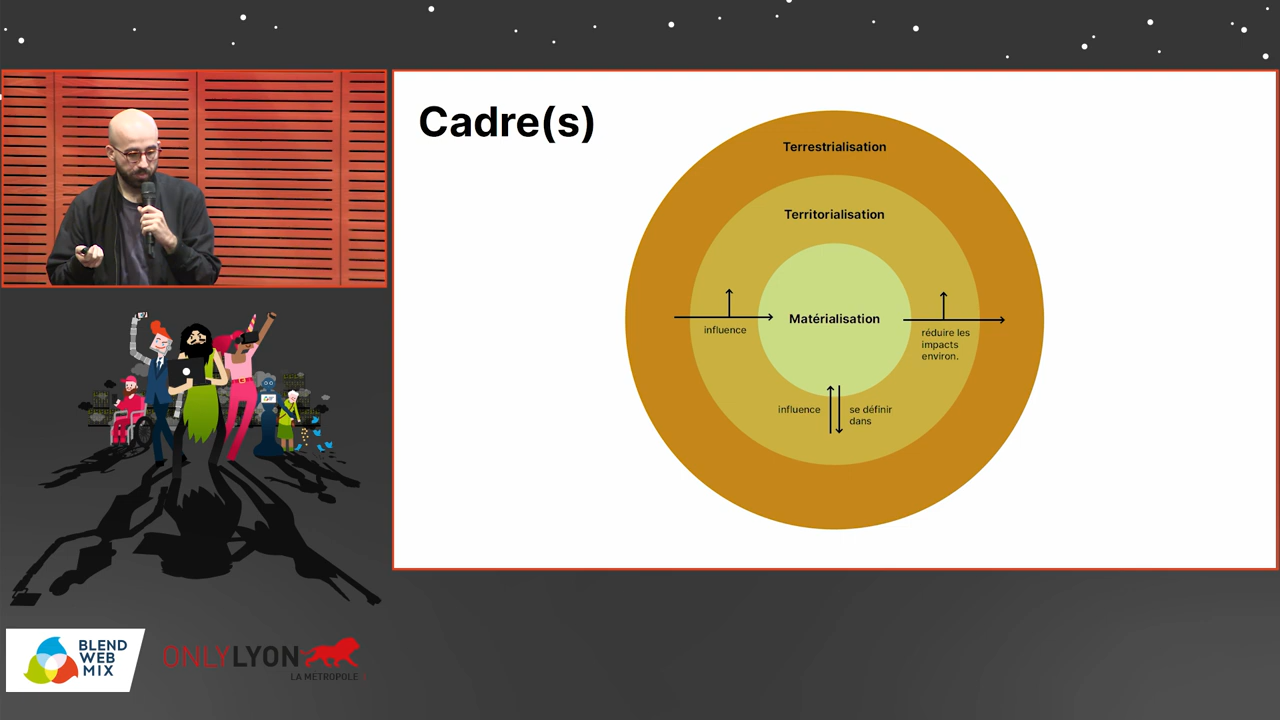 Cadre(s)
Terrestrialisation
Territorialisation
Matérialisation
influence
réduire les
impacts
environ.
influence
se définir
dans
BLEND
WEB
MIX
ONLYLYON
LA MÉTROPOLE